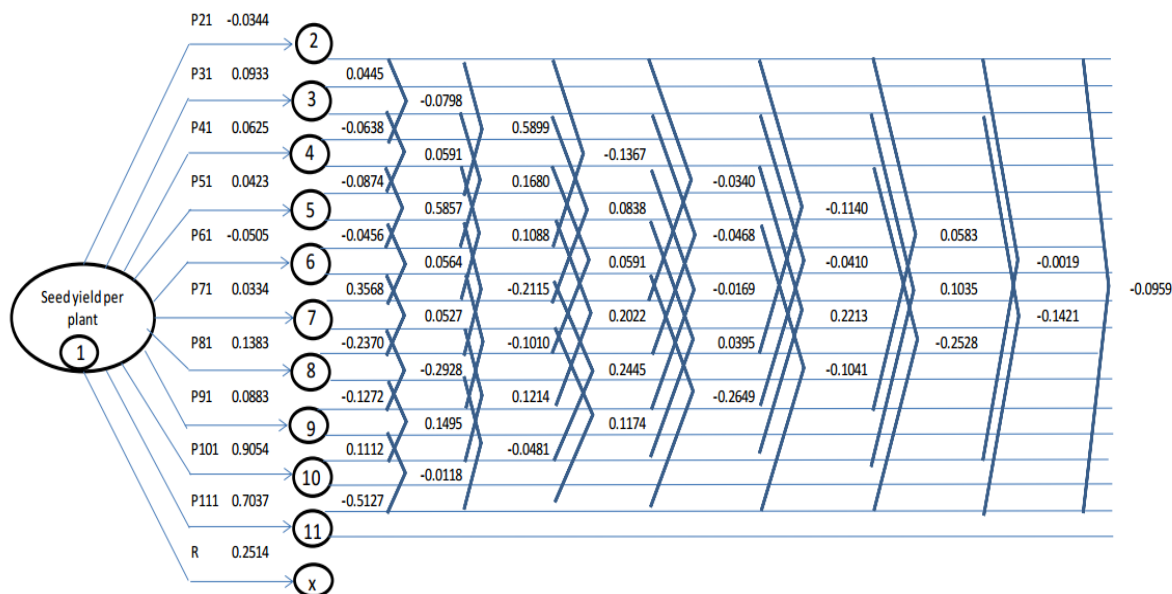 P21 -0.0344
2
P31 0.0933 0.0445
3 -0.0798
P41 0.0625 -0.0638 0.5899
4 0.0591 -0.1367
P51 0.0423 -0.0874 0.1680 -0.0340
5 0.5857 0.0838 -0.1140
P61 -0.0505 -0.0456 0.1088 -0.0468 0.0583
6 0.0564 0.0591 -0.0410 -0.0019
P71 0.0334 0.3568 -0.2115 -0.0169 0.1035 -0.0959
Seed yield per
plant
7 0.0527 0.2022 0.2213 -0.1421
1
P81 0.1383 -0.2370 -0.1010 0.0395 -0.2528
8 -0.2928 0.2445 -0.1041
P91 0.0883 -0.1272 0.1214 -0.2649
9 0.1495 0.1174
P101 0.9054 0.1112 -0.0481
10 -0.0118
P111 0.7037 -0.5127
11
R 0.2514
x